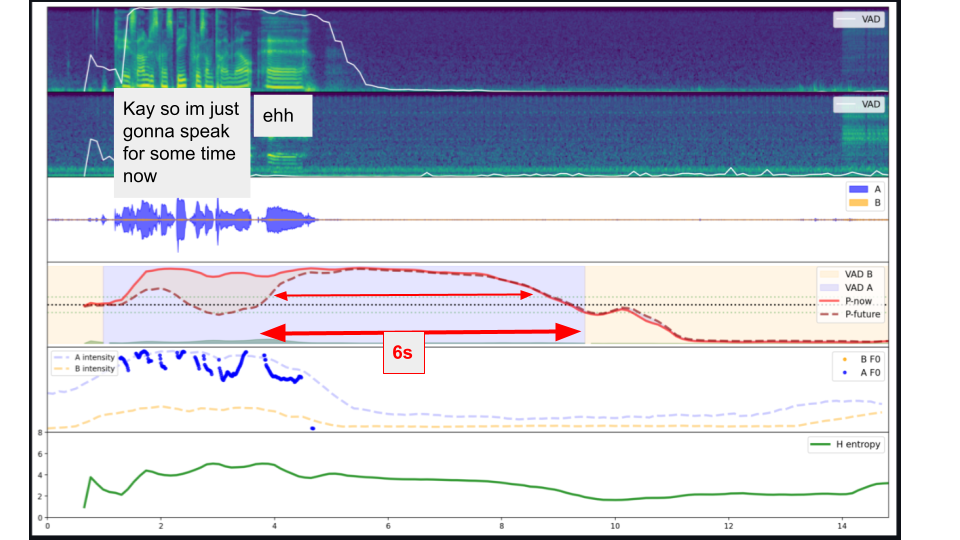 VAD
VAD
Kay so im just
gonna speak
for some time
now
ehh
A
B
VAD B
VAD A
P-now
P-future
6s
A intensity
B intensity
B F0
A F0
8
6
4
2
0
H entropy
0 2 4 6 8 10 12 14